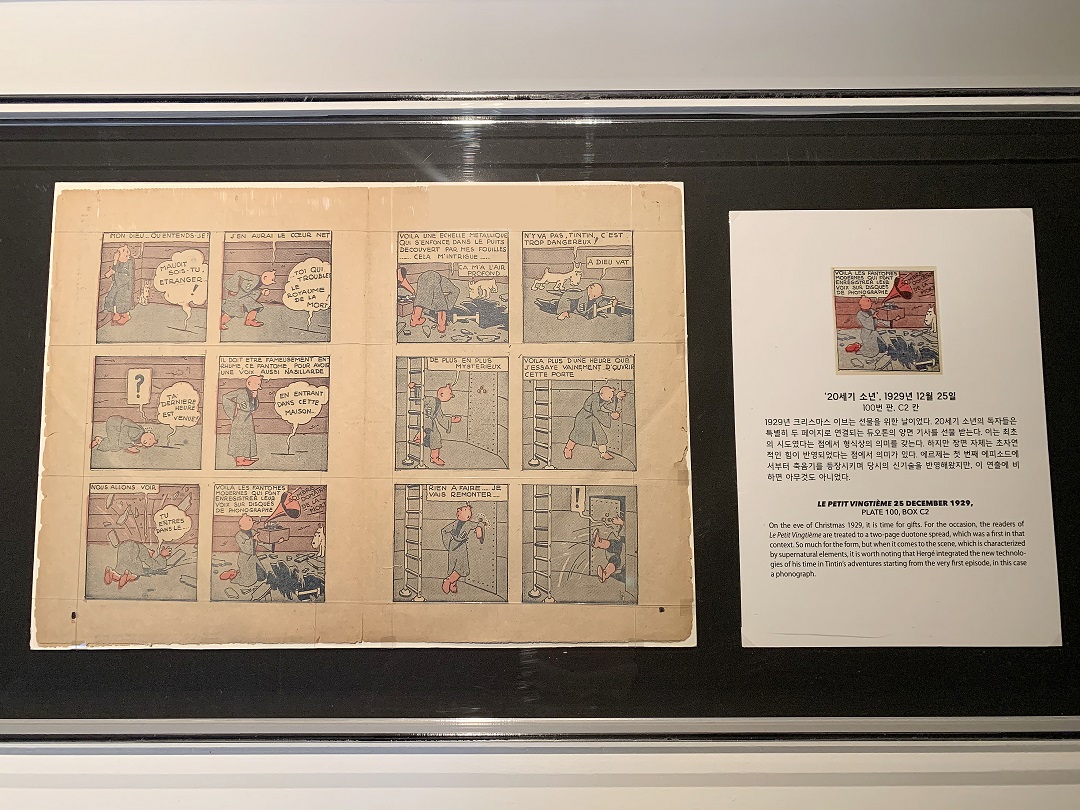 MON DIEU... QU'ENTENDS-JE?
MAUDIT
SOIS-TU,
ETRANGER...
!
J'EN AURAI LE CŒUR NET
TOI QUI
TROUBLES
LE
ROYAUME
DE LA
MORT
?
TA
DERNIERE
HEURE
EST
VENUE!
IL DOIT ETRE FAMEUSEMENT EN-
RHUME, CE FANTOME, POUR AVOIR
UNE VOIX AUSSI NASILLARDE
EN ENTRANT
DANS CETTE
MAISON...
NOUS ALLONS VOIR
TU
ENTRES
DANS LE...
VOILA LES FANTOMES
MODERNES QUI FONT
ENREGISTRER LEUR
VOIX SUR DISQUES
DE PHONOGRAPHE
VOILA UNE ECHELLE METALLIQUE
QUI S'ENFONCE DANS LE PUITS
DECOUVERT PAR MES FOUILLES
...... CELA M'INTRIGUE ......
ÇA M'A L'AIR
PROFOND
N'Y VA PAS, TINTIN, C'EST
TROP DANGEREUX!
A DIEU VAT
DE PLUS EN PLUS
MYSTERIEUX
VOILA PLUS D'UNE HEURE QUE
J'ESSAYE VAINEMENT D'OUVRIR
CETTE PORTE
RIEN A FAIRE.... JE
VAIS REMONTER....
!
VOILA LES FANTOMES
MODERNES QUI FONT
ENREGISTRER LEUR
VOIX SUR DISQUES
DE PHONOGRAPHE
'20세기 소년', 1929년 12월 25일
100번 판, C2 칸
1929년 크리스마스 이브는 선물을 위한 날이었다. 20세기 소년의 독자들은
특별히 두 페이지로 연결되는 듀오톤의 양면 기사를 선물 받는다. 이는 최초
의 시도였다는 점에서 형식상의 의미를 갖는다. 하지만 장면 자체는 초자연
적인 힘이 반영되었다는 점에서 의미가 있다. 에르제는 첫 번째 에피소드에
서부터 축음기를 등장시키며 당시의 신기술을 반영해왔지만, 이 연출에 비
하면 아무것도 아니었다.
LE PETIT VINGTIÈME 25 DECEMBER 1929,
PLATE 100, BOX C2
On the eve of Christmas 1929, it is time for gifts. For the occasion, the readers of
Le Petit Vingtième are treated to a two-page duotone spread, which was a first in that
context. So much for the form, but when it comes to the scene, which is characterized
by supernatural elements, it is worth noting that Hergé integrated the new technolo-
gies of his time in Tintin's adventures starting from the very first episode, in this case
a phonograph.